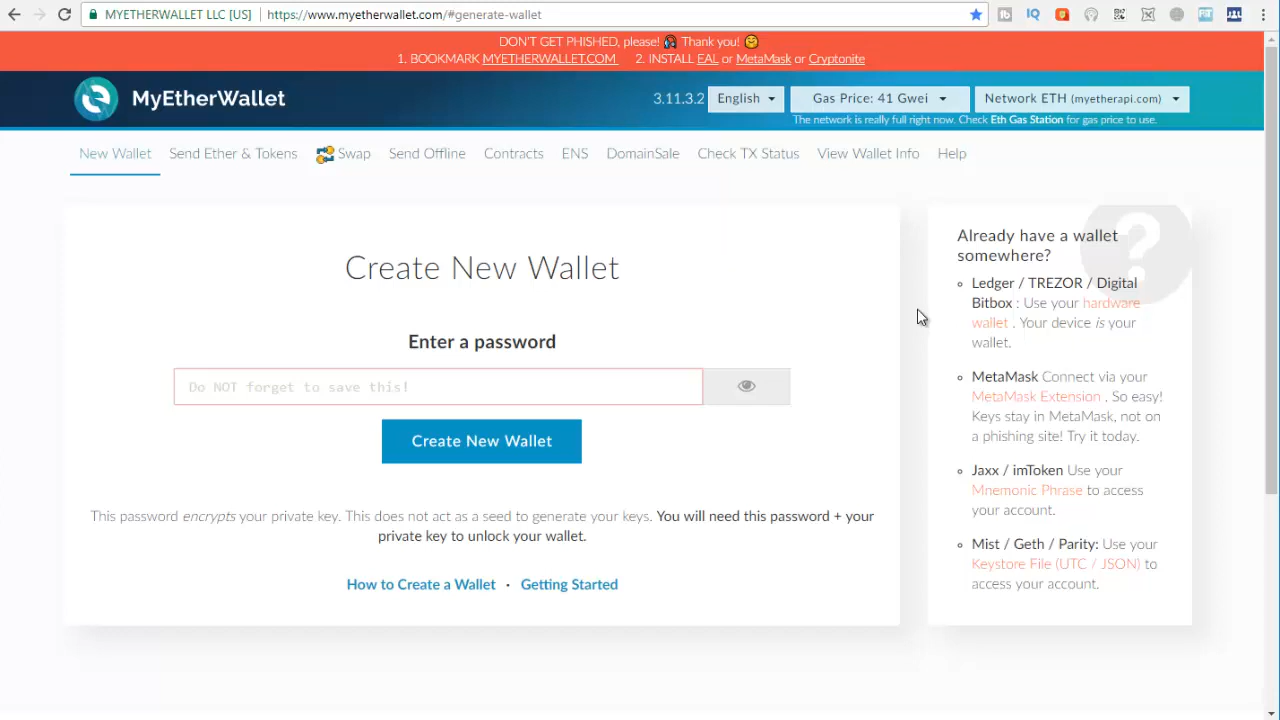 MYETHERWALLET LLC [US]
https://www.myetherwallet.com/#generate-wallet
DON'T GET PHISHED, please! Thank you!
1. BOOKMARK MYETHERWALLET.COM 2. INSTALL EAL or MetaMask or Cryptonite
MyEtherWallet
3.11.3.2
English
Gas Price: 41 Gwei
Network ETH (myetherapi.com)
The network is really full right now. Check Eth Gas Station for gas price to use.
New Wallet
Send Ether & Tokens
Swap
Send Offline
Contracts
ENS
DomainSale
Check TX Status
View Wallet Info
Help
Create New Wallet
Enter a password
Do NOT forget to save this!
Create New Wallet
This password encrypts your private key. This does not act as a seed to generate your keys. You will need this password + your
private key to unlock your wallet.
How to Create a Wallet · Getting Started
Already have a wallet
somewhere?
Ledger / TREZOR / Digital
Bitbox : Use your hardware
wallet . Your device is your
wallet.
MetaMask Connect via your
MetaMask Extension . So easy!
Keys stay in MetaMask, not on
a phishing site! Try it today.
Jaxx / imToken Use your
Mnemonic Phrase to access
your account.
Mist / Geth / Parity: Use your
Keystore File (UTC / JSON) to
access your account.